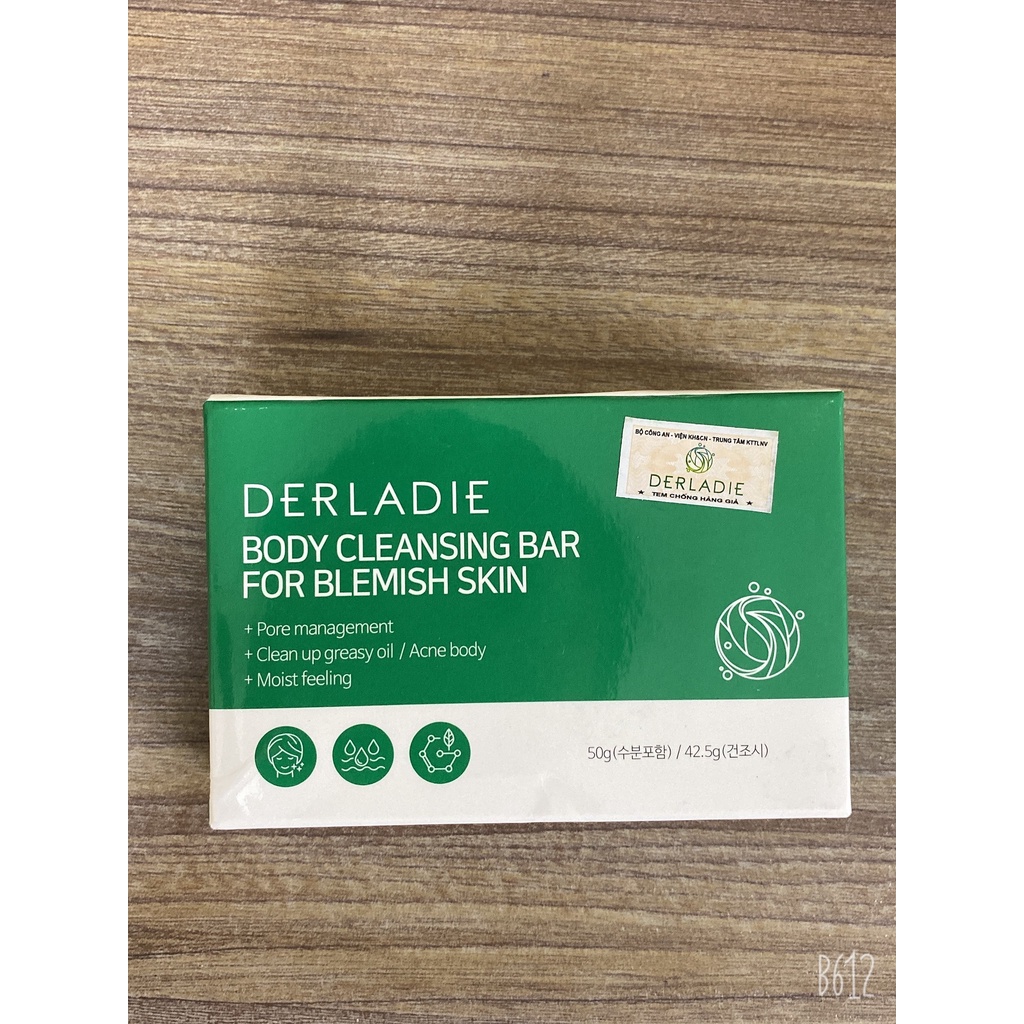 BỘ CÔNG AN - VIỆN KH&CN - TRUNG TÂM KTTLNV
DERLADIE
★ TEM CHỐNG HÀNG GIẢ ★
DERLADIE
BODY CLEANSING BAR
FOR BLEMISH SKIN
+ Pore management
+ Clean up greasy oil / Acne body
+ Moist feeling
50g(수분포함) / 42.5g(건조시)
B612